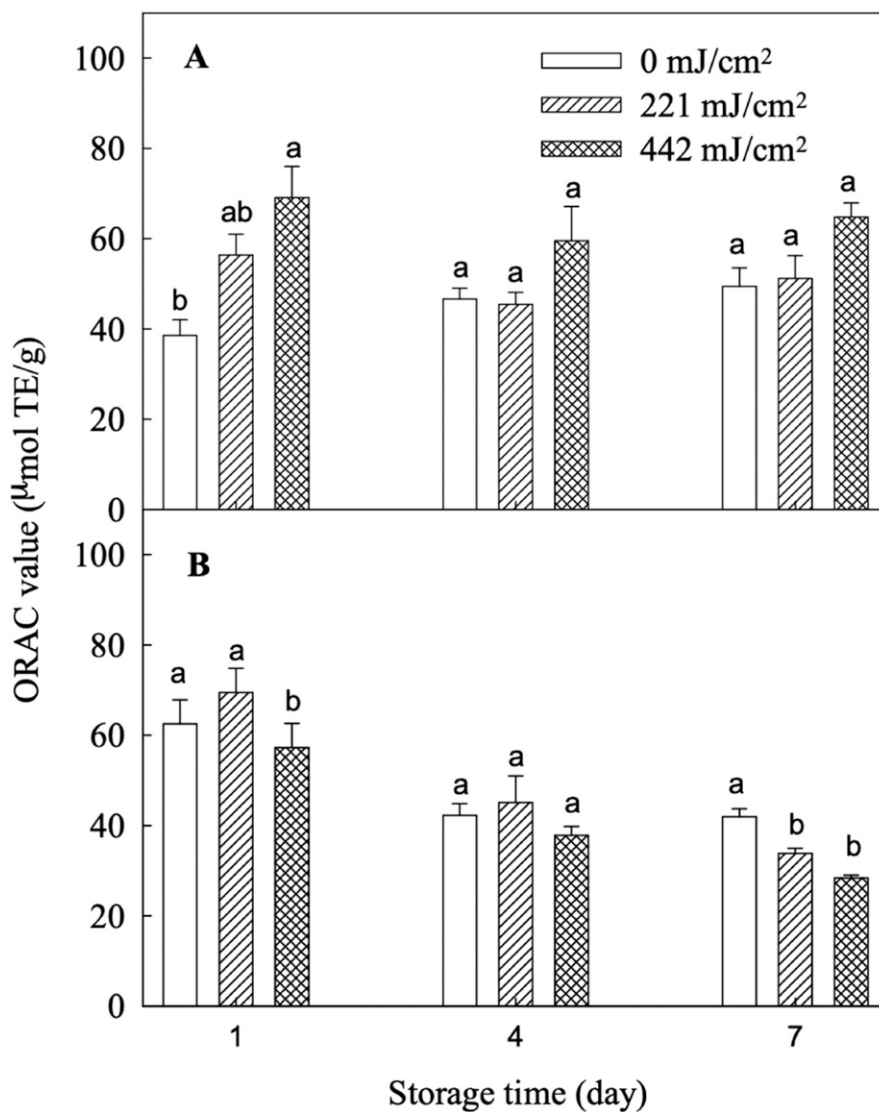 A
0 mJ/cm²
221 mJ/cm²
442 mJ/cm²
100
80
60
40
20
0
b
ab
a
a
a
a
a
a
a
B
100
80
60
40
20
0
a
a
b
a
a
a
a
b
b
1
4
7
ORAC value (μmol TE/g)
Storage time (day)